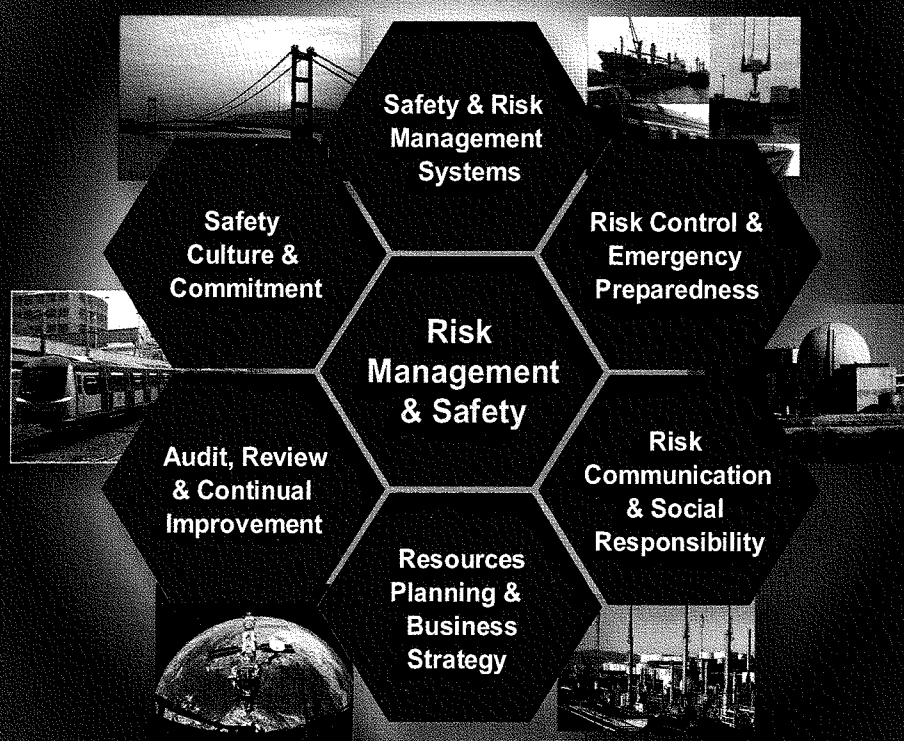 Safety & Risk
Management
Systems
Safety
Culture &
Commitment
Risk Control &
Emergency
Preparedness
Risk
Management
& Safety
Audit, Review
& Continual
Improvement
Risk
Communication
& Social
Responsibility
Resources
Planning &
Business
Strategy